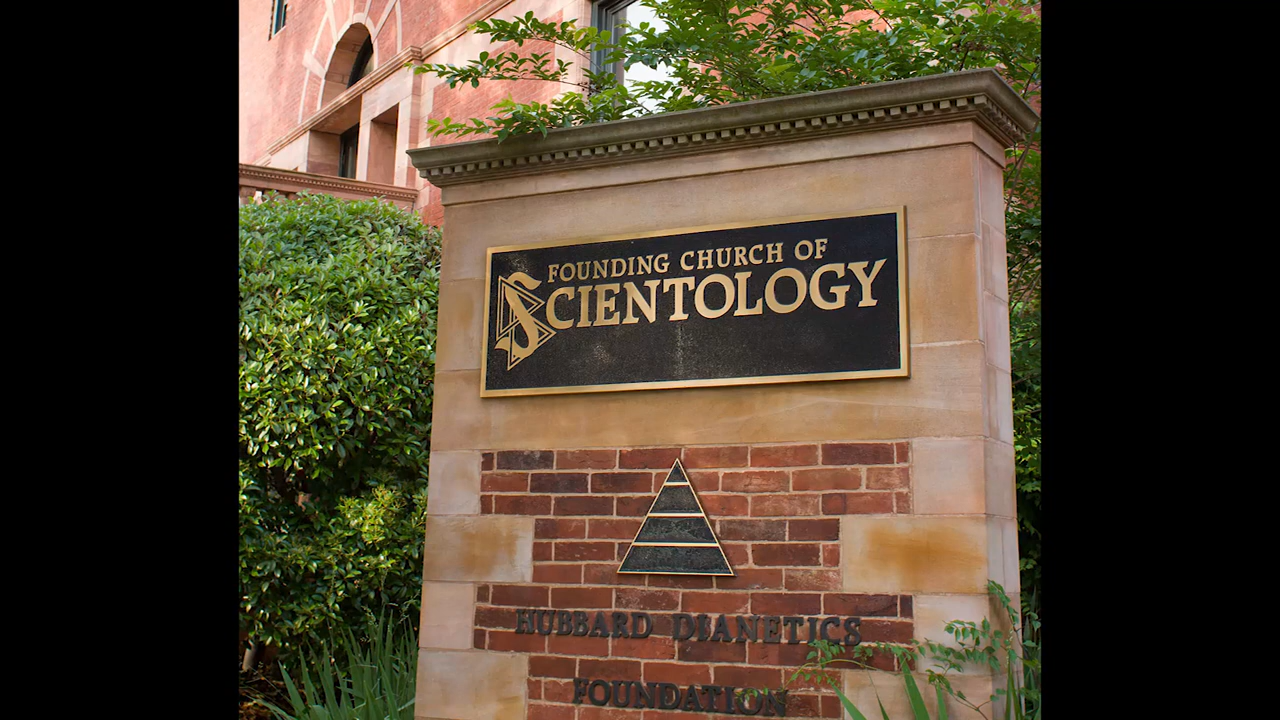 FOUNDING CHURCH OF
SCIENTOLOGY
HUBBARD DIANETICS
FOUNDATION